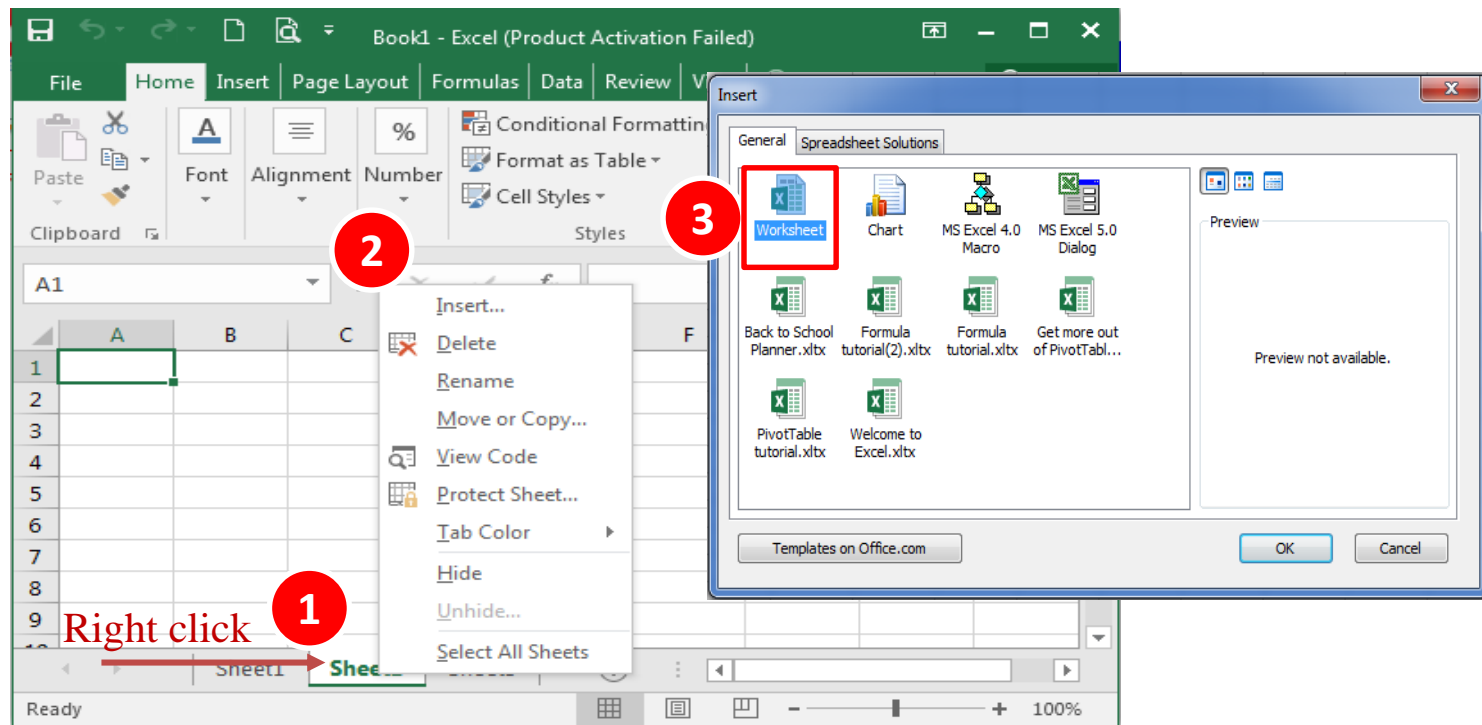 Book1 - Excel (Product Activation Failed)
File Home Insert Page Layout Formulas Data Review
Conditional
Format as Table
Cell Styles
Paste
Font Alignment Number
Clipboard
Styles
A1
A B C F
1
2
3
4
5
6
7
8
9
2
Insert...
Delete
Rename
Move or Copy...
View Code
Protect Sheet...
Tab Color
Hide
Unhide...
Select All Sheets
1
Right click
Sheet1
Ready
100%
3
Insert
General Spreadsheet Solutions
Worksheet
Chart
MS Excel 4.0
Macro
MS Excel 5.0
Dialog
Back to School
Planner.xltx
Formula
tutorial(2).xltx
Formula
tutorial.xltx
Get more out
of PivotTabl...
PivotTable
tutorial.xltx
Welcome to
Excel.xltx
Preview
Preview not available.
Templates on Office.com
OK
Cancel